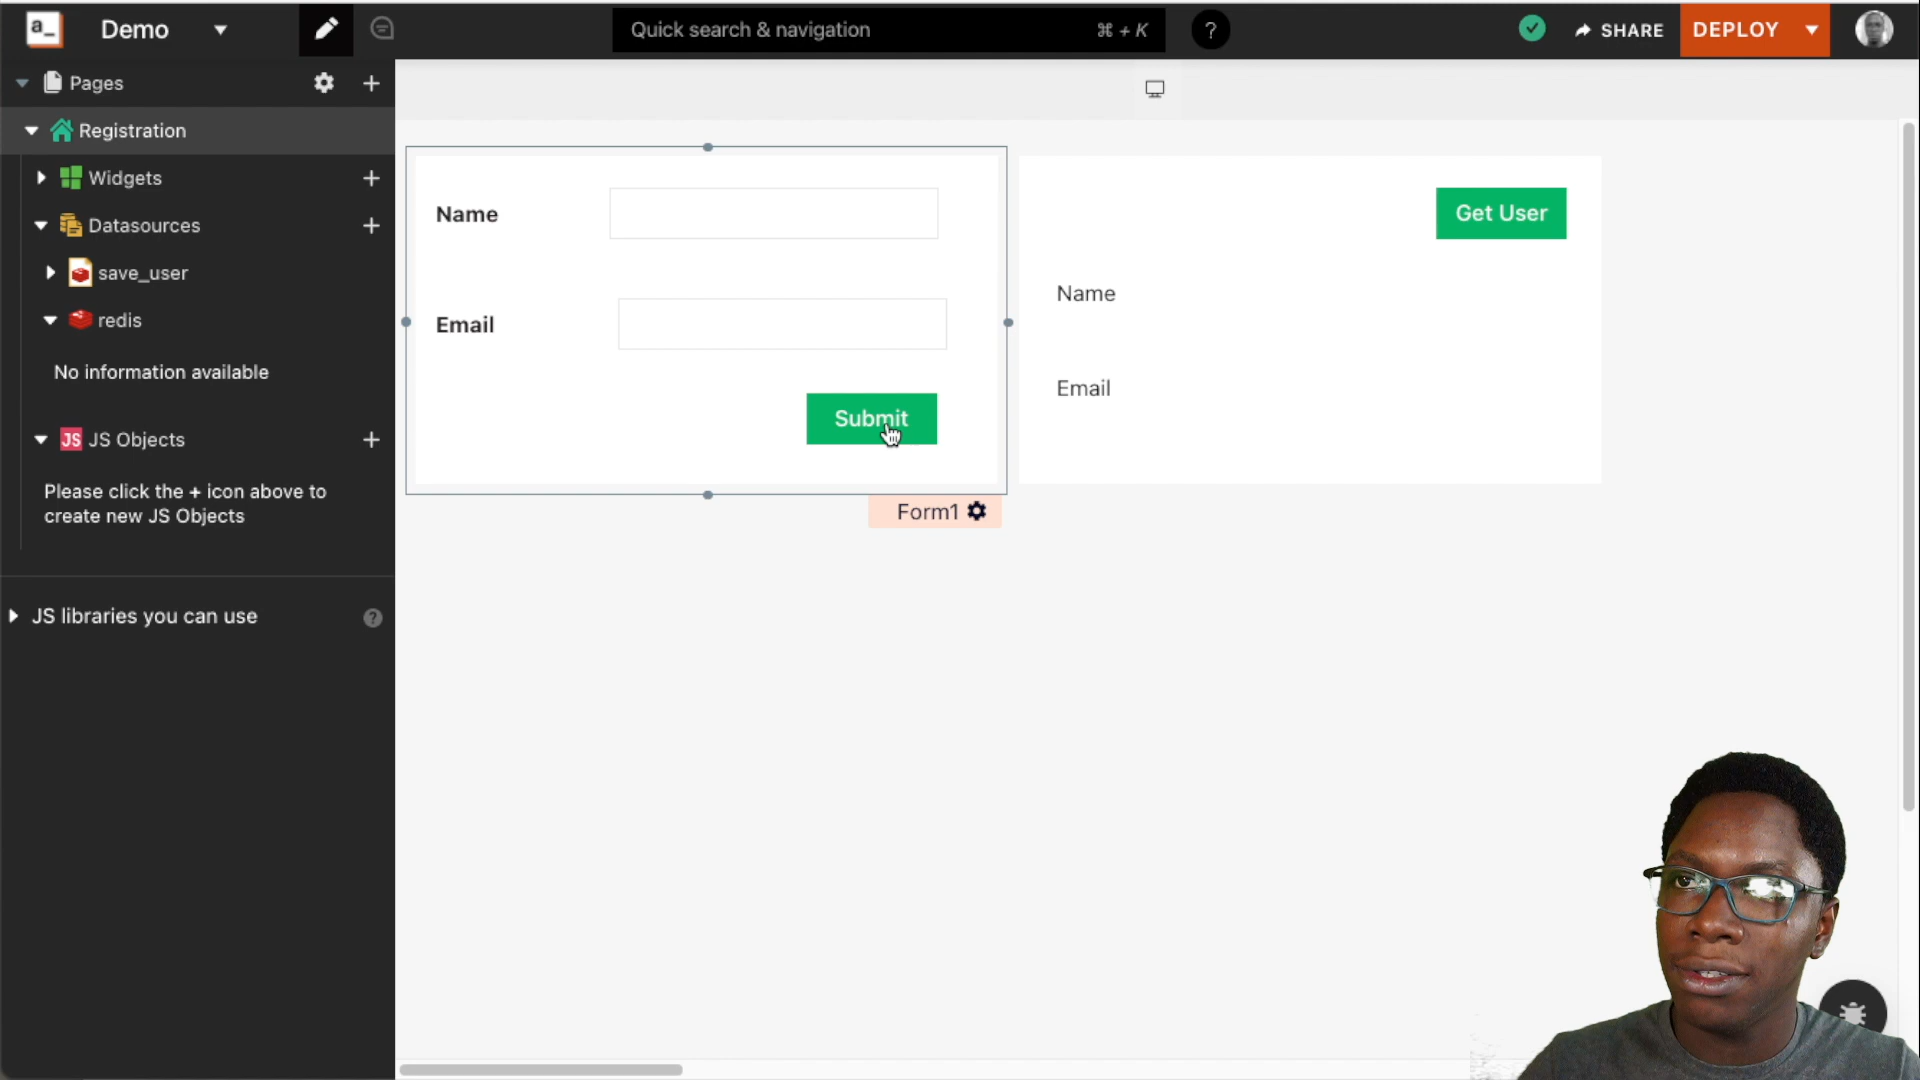 a_ Demo
Quick search & navigation ⌘ + K ?
SHARE
DEPLOY
Pages
Registration
Widgets
Datasources
save_user
redis
No information available
JS JS Objects
Please click the + icon above to
create new JS Objects
JS libraries you can use ?
Name
Email
Submit
Form1
Get User
Name
Email